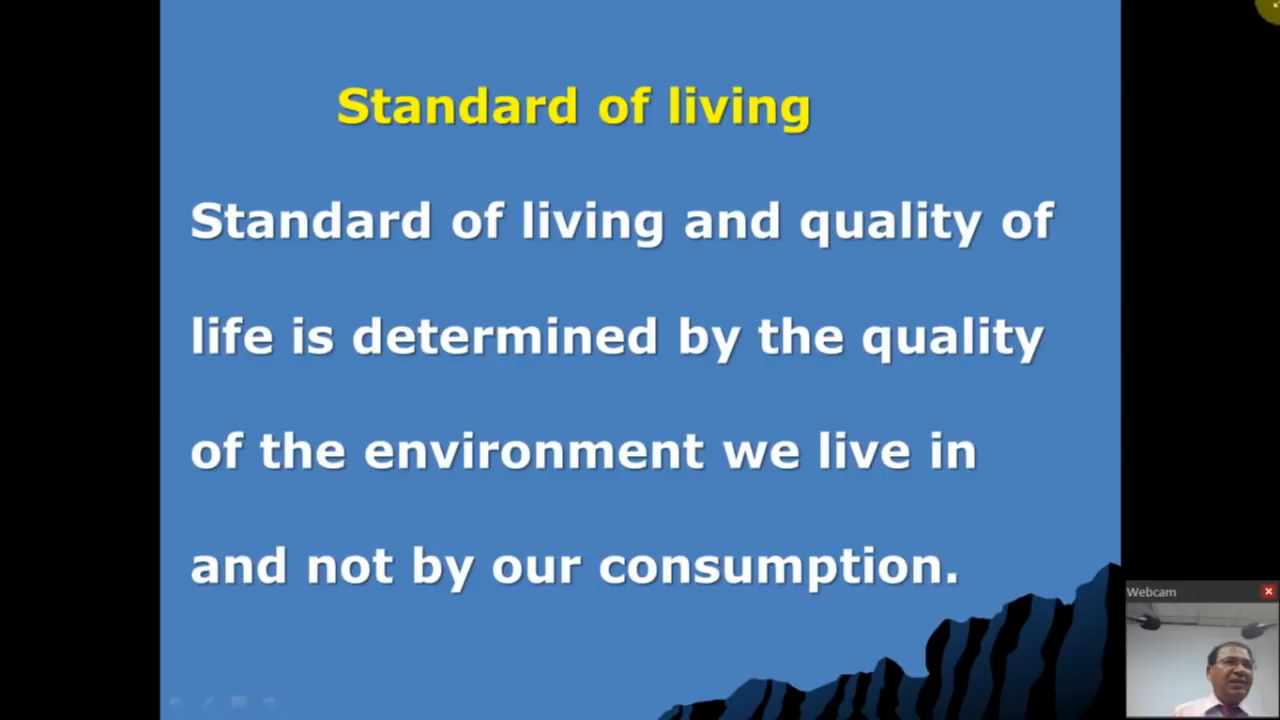 Standard of living
Standard of living and quality of
life is determined by the quality
of the environment we live in
and not by our consumption.
Webcam